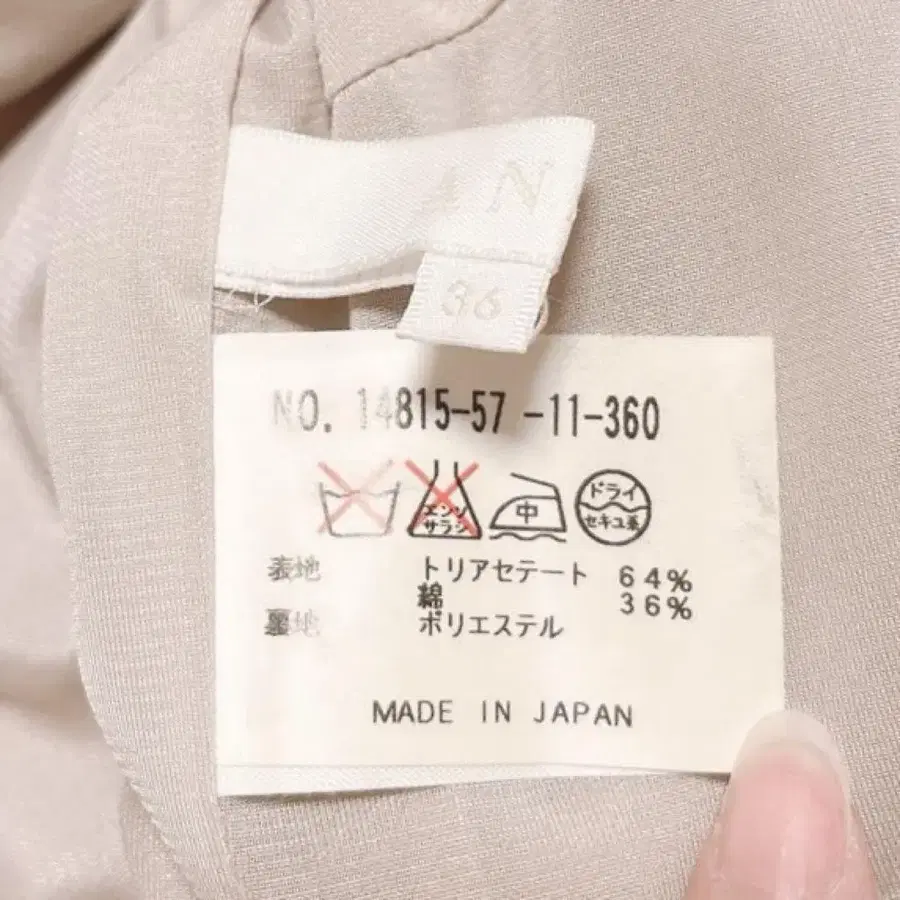 N
36
NO. 14815-57 -11-360
エンソ
サラシ
中
ドライ
セキユ系
表地 トリアセテート 64%
綿 36%
裏地 ポリエステル
MADE IN JAPAN